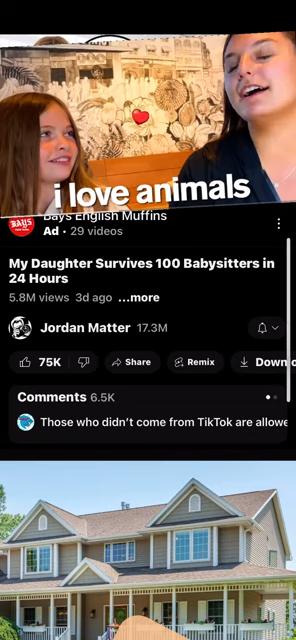 i love animals
BAYS
Bays English Muffins
Ad • 29 videos
My Daughter Survives 100 Babysitters in
24 Hours
5.8M views 3d ago ...more
Jordan Matter 17.3M
75K Share Remix Downlo
Comments 6.5K
Those who didn't come from TikTok are allowe